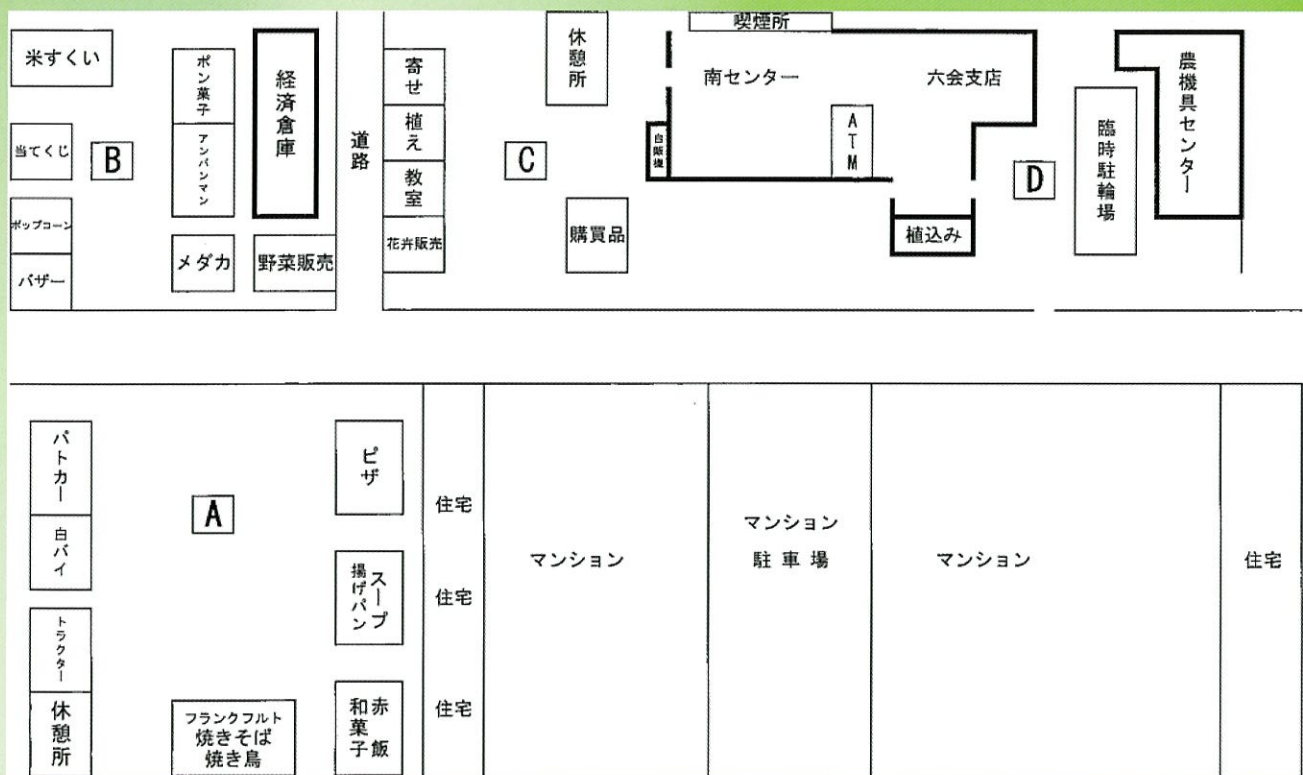 米すくい
ポン菓子
経済倉庫
当てくじ
B
アンパンマン
ポップコーン
バザー
メダカ
野菜販売
道路
寄せ
植え
教室
花卉販売
休憩所
C
購買品
喫煙所
南センター
六会支店
自販機
ATM
植込み
D
臨時駐輪場
農機具センター
パトカー
白バイ
トラクター
休憩所
A
フランクフルト
焼きそば
焼き鳥
ピザ
スープ
揚げパン
赤飯
和菓子
住宅
住宅
住宅
マンション
マンション
駐車場
マンション
住宅